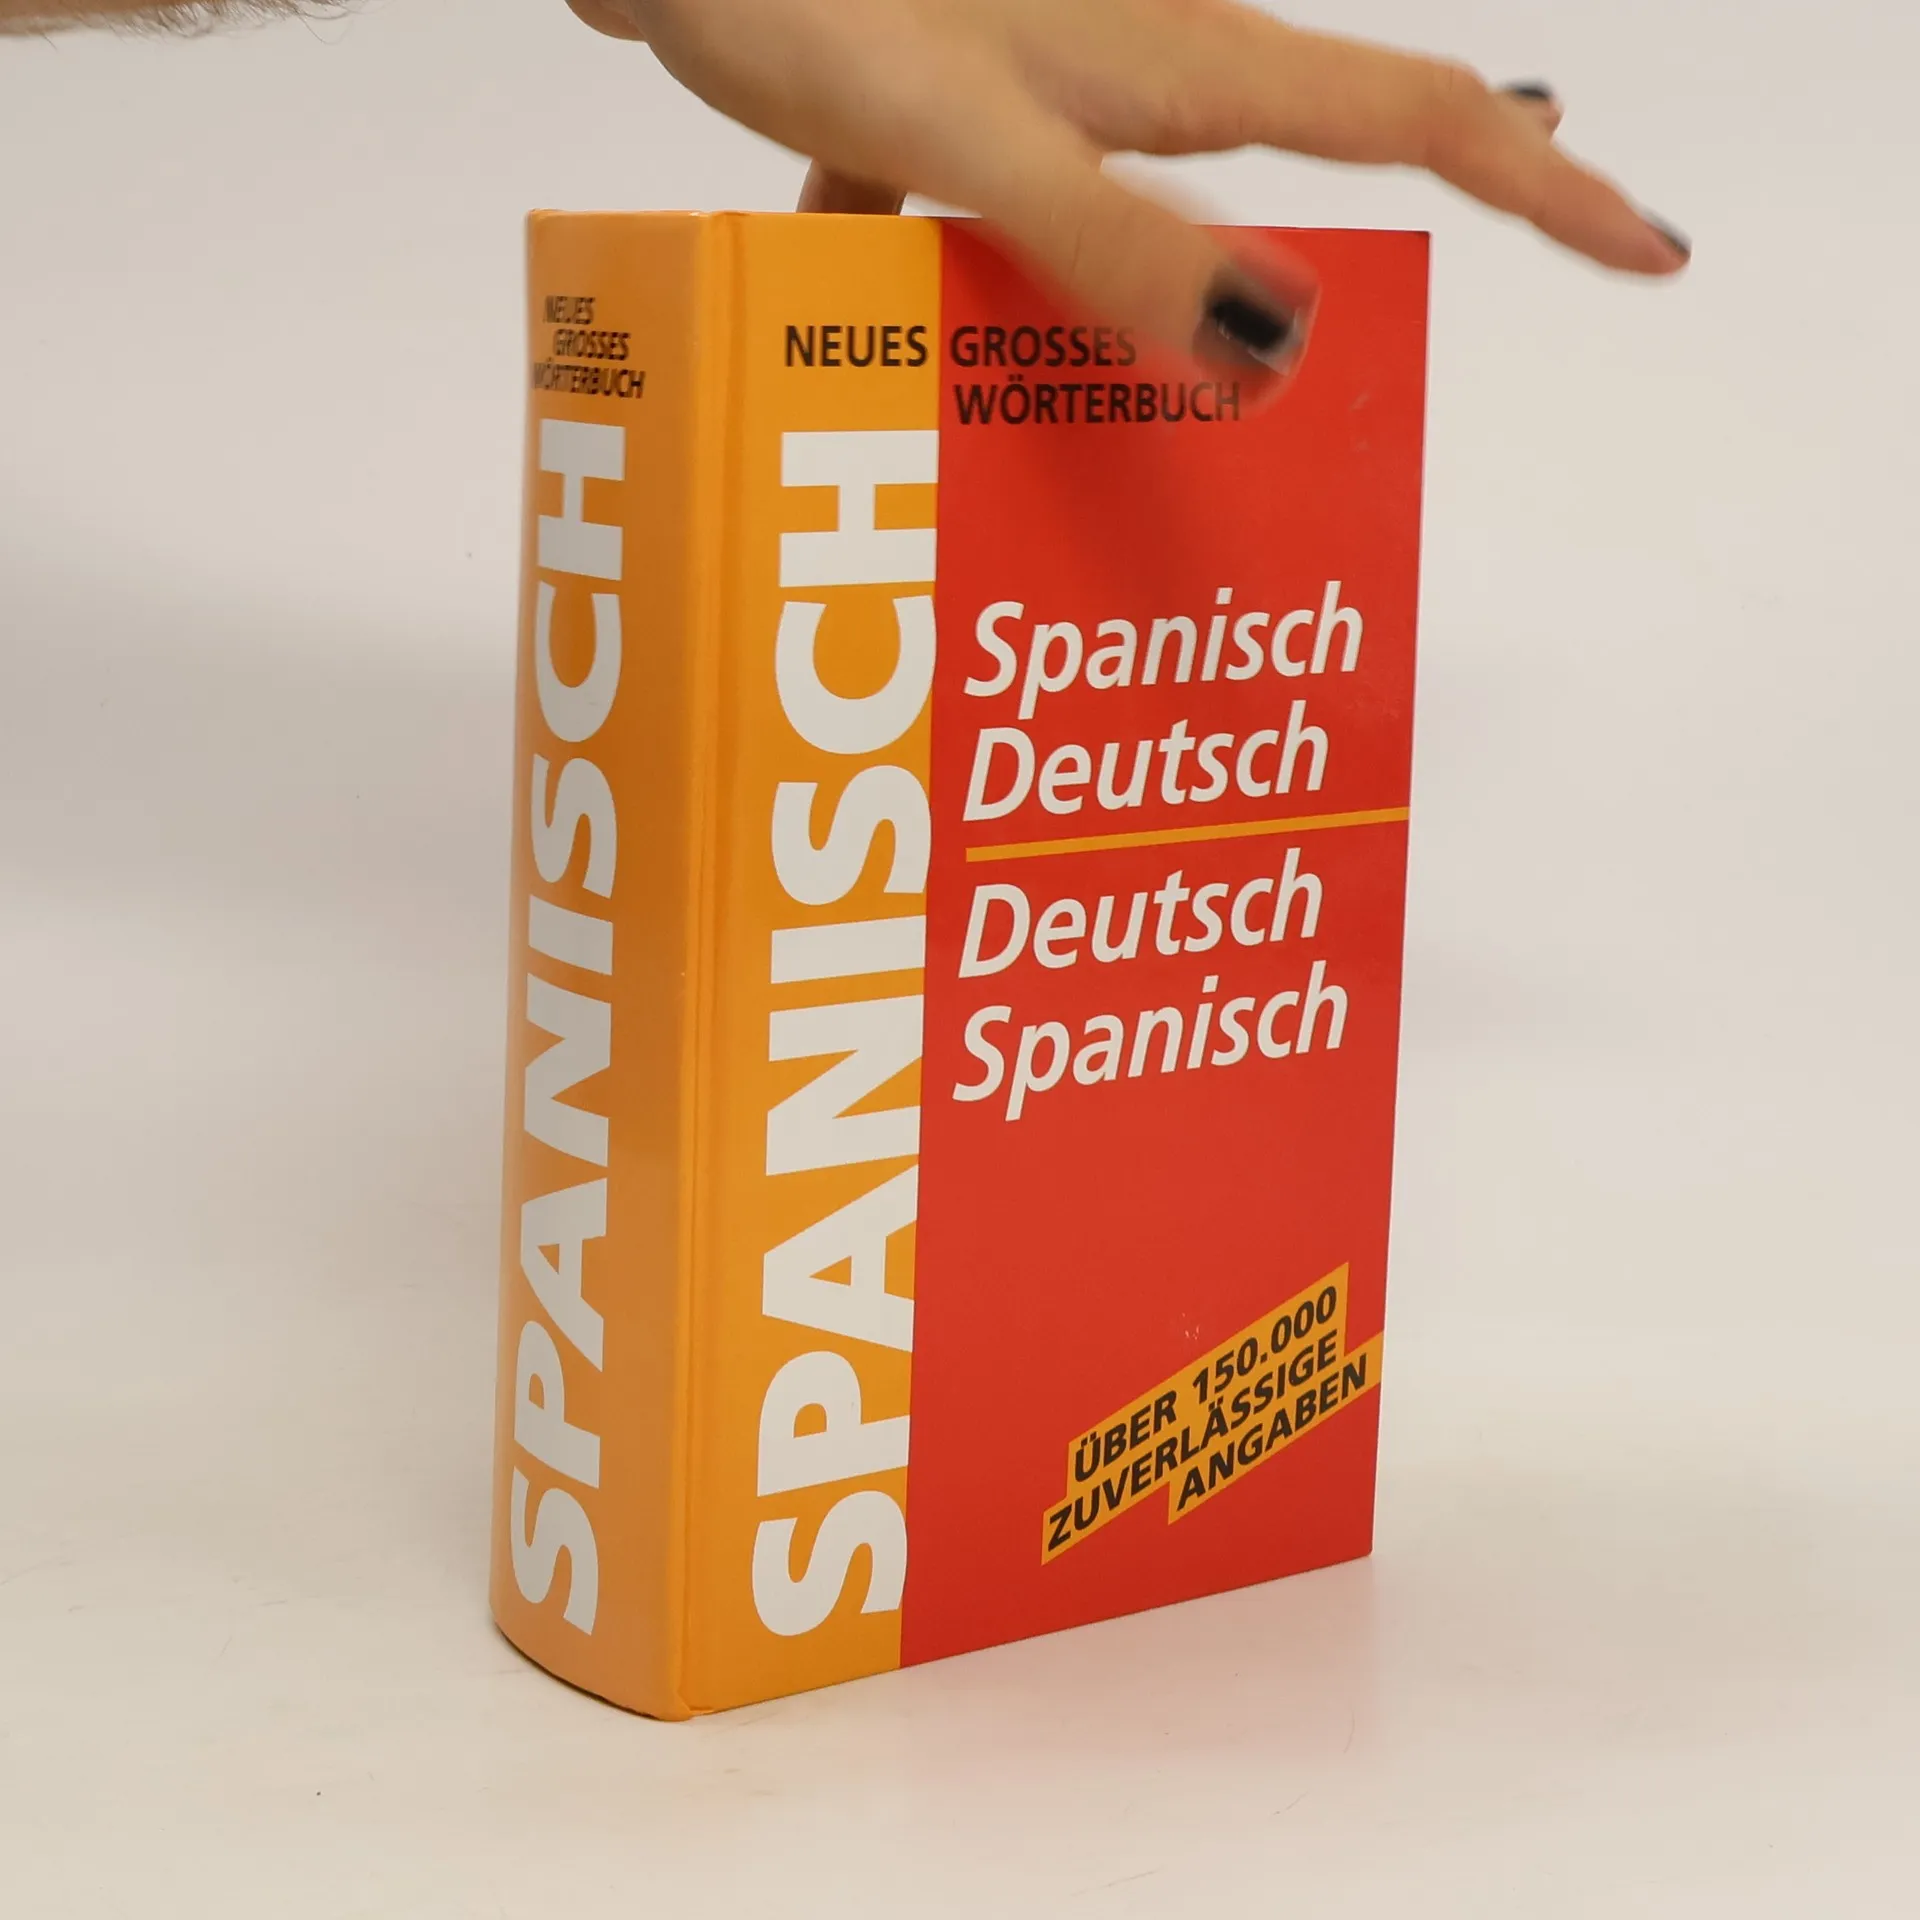 NEUES
GROSSES
WÖRTERBUCH
SPANISCH
NEUES GROSSES
WÖRTERBUCH
SPANISCH
Spanisch
Deutsch
Deutsch
Spanisch
ÜBER 150.000
ZUVERLÄSSIGE
ANGABEN